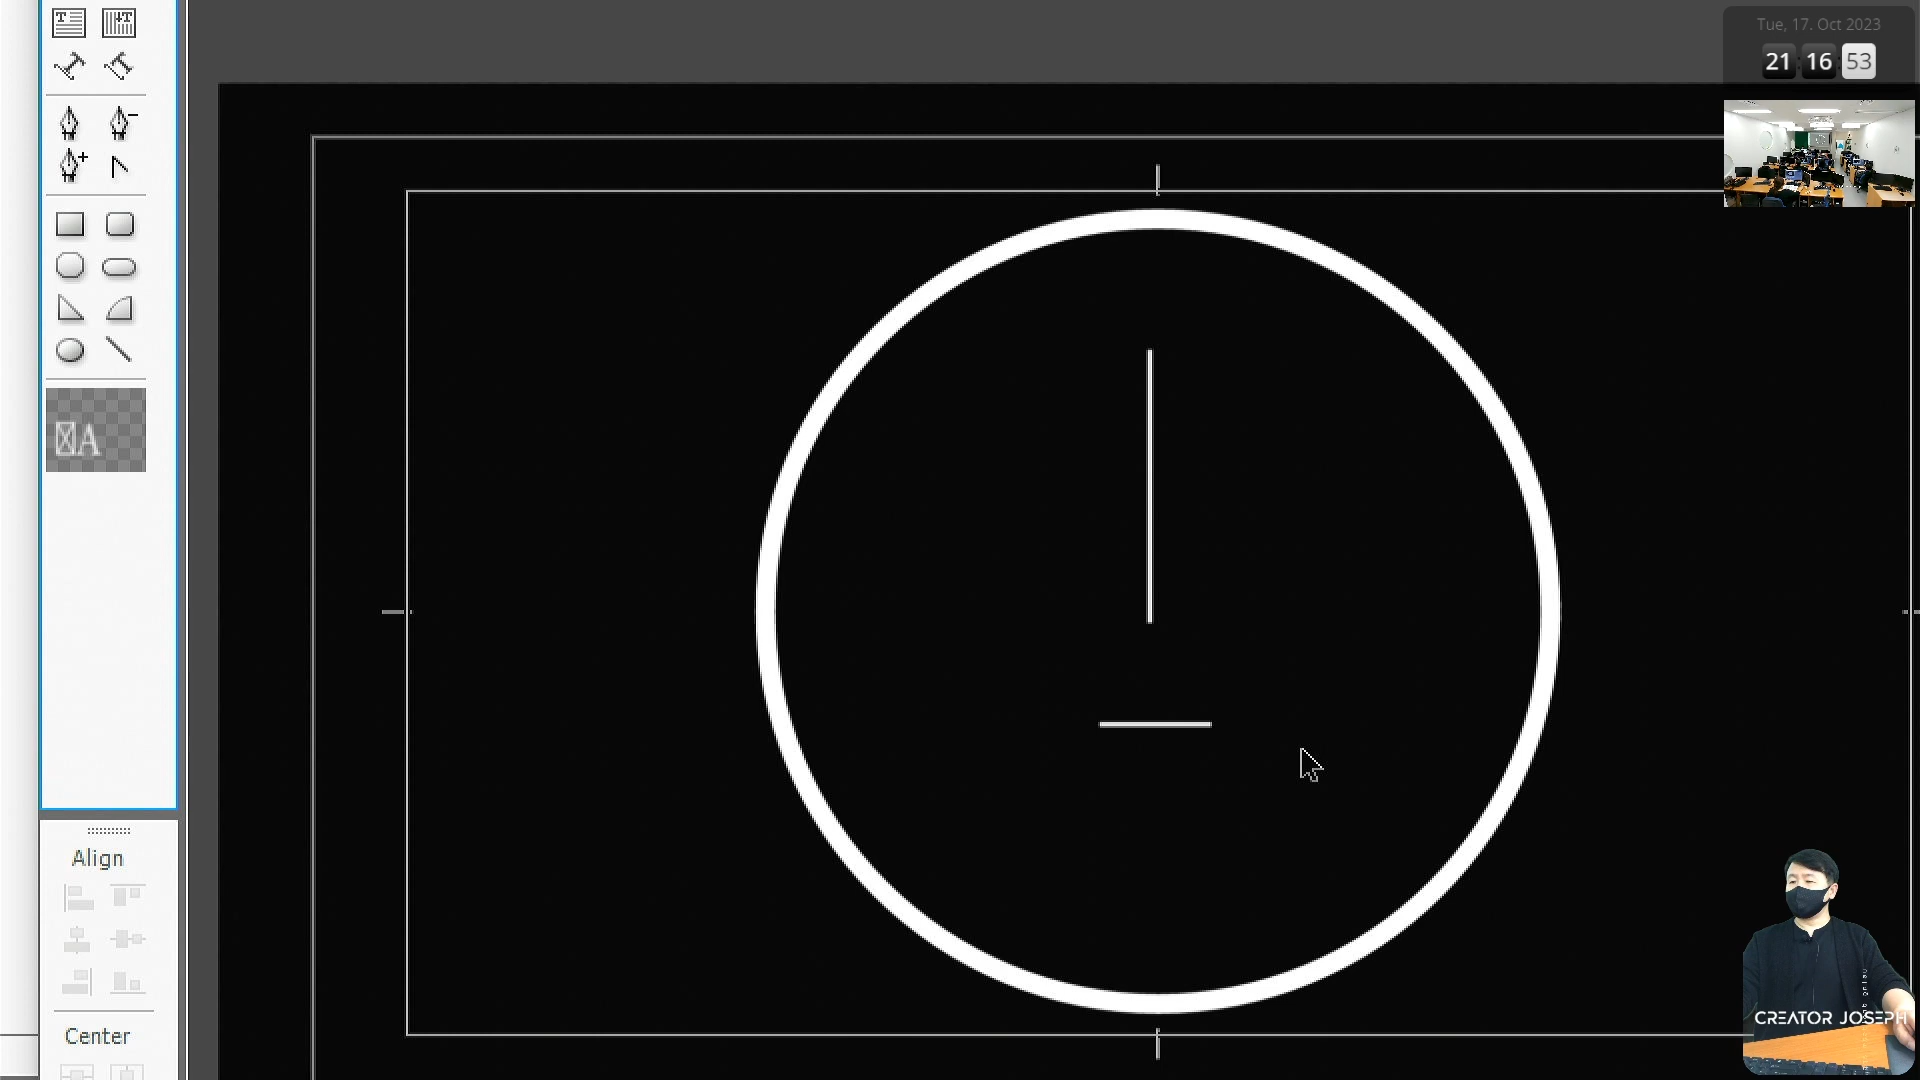 Tue, 17. Oct 2023
21 16 53
A
Align
Center
CREATOR JOSEPH